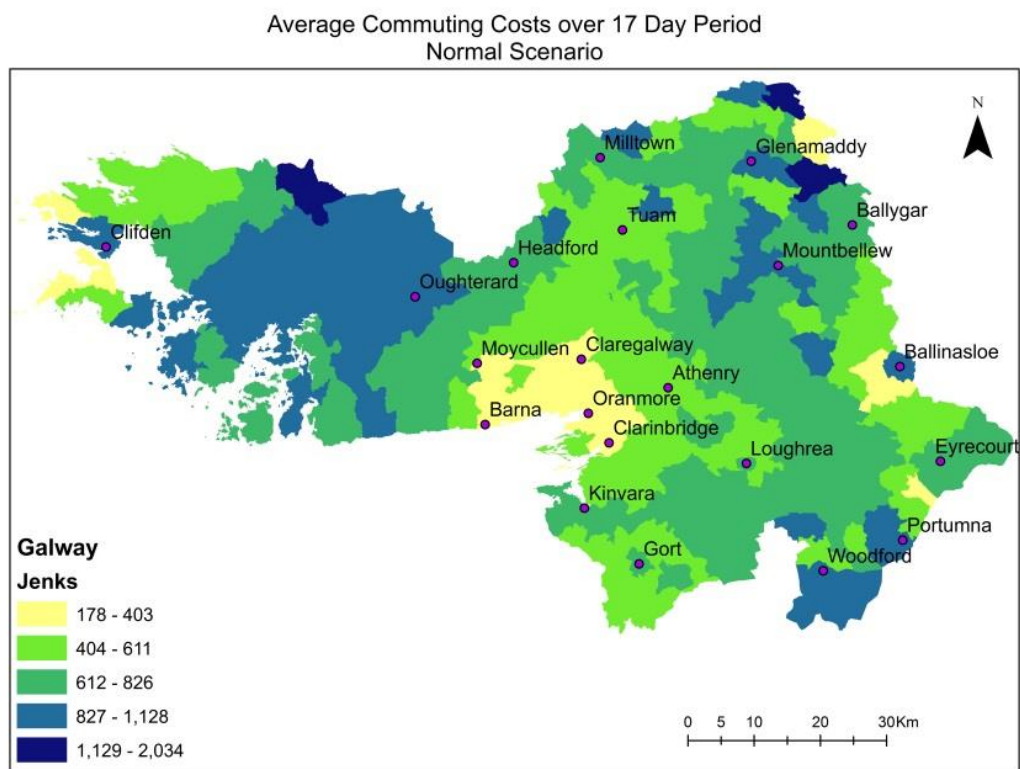 Average Commuting Costs over 17 Day Period
Normal Scenario
N
Milltown
Glenamaddy
Clifden
Tuam
Ballygar
Headford
Mountbellew
Oughterard
Moycullen
Claregalway
Ballinasloe
Athenry
Barna
Oranmore
Clarinbridge
Loughrea
Eyrecourt
Kinvara
Portumna
Gort
Woodford
Galway
Jenks
178 - 403
404 - 611
612 - 826
827 - 1,128
1,129 - 2,034
0 5 10 20 30Km